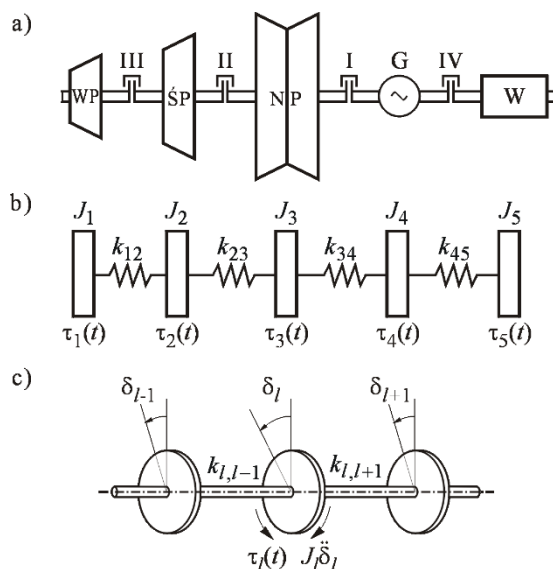 a)
III II I G IV
WP ŚP N P ~ W
b)
J₁ J₂ J₃ J₄ J₅
k₁₂ k₂₃ k₃₄ k₄₅
τ₁(t) τ₂(t) τ₃(t) τ₄(t) τ₅(t)
c)
δₗ₋₁ δₗ δₗ₊₁
kₗ,ₗ₋₁ kₗ,ₗ₊₁
τₗ(t) Jₗδ̈ₗ